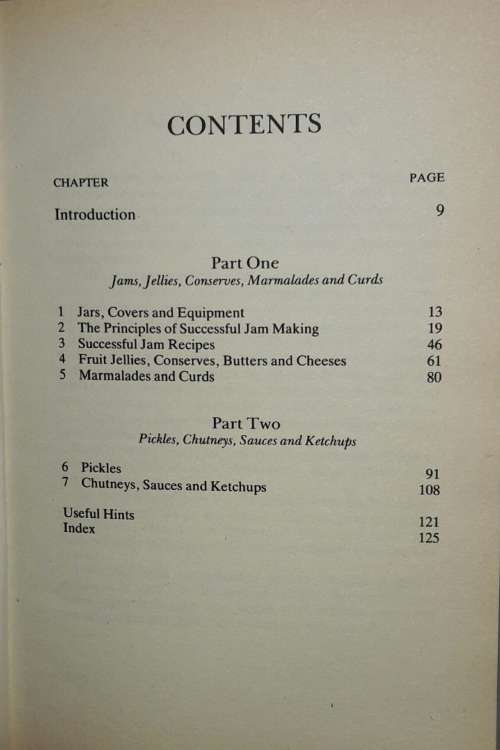 CONTENTS
CHAPTER PAGE
Introduction 9
Part One
Jams, Jellies, Conserves, Marmalades and Curds
1 Jars, Covers and Equipment 13
2 The Principles of Successful Jam Making 19
3 Successful Jam Recipes 46
4 Fruit Jellies, Conserves, Butters and Cheeses 61
5 Marmalades and Curds 80
Part Two
Pickles, Chutneys, Sauces and Ketchups
6 Pickles 91
7 Chutneys, Sauces and Ketchups 108
Useful Hints 121
Index 125